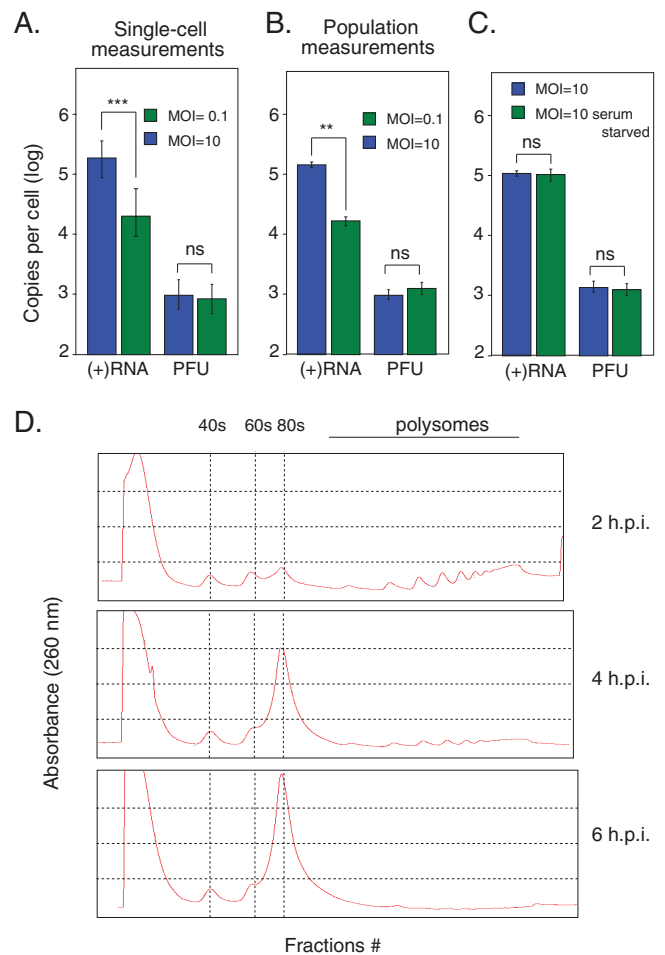 A.
Single-cell
measurements
B.
Population
measurements
C.
Copies per cell (log)
6
5
4
3
2
***
MOI= 0.1
MOI=10
ns
(+)RNA
PFU
6
5
4
3
2
**
MOI=0.1
MOI=10
ns
(+)RNA
PFU
6
5
4
3
2
MOI=10
MOI=10 serum
starved
ns
ns
(+)RNA
PFU
D.
40s
60s
80s
polysomes
Absorbance (260 nm)
2 h.p.i.
4 h.p.i.
6 h.p.i.
Fractions #